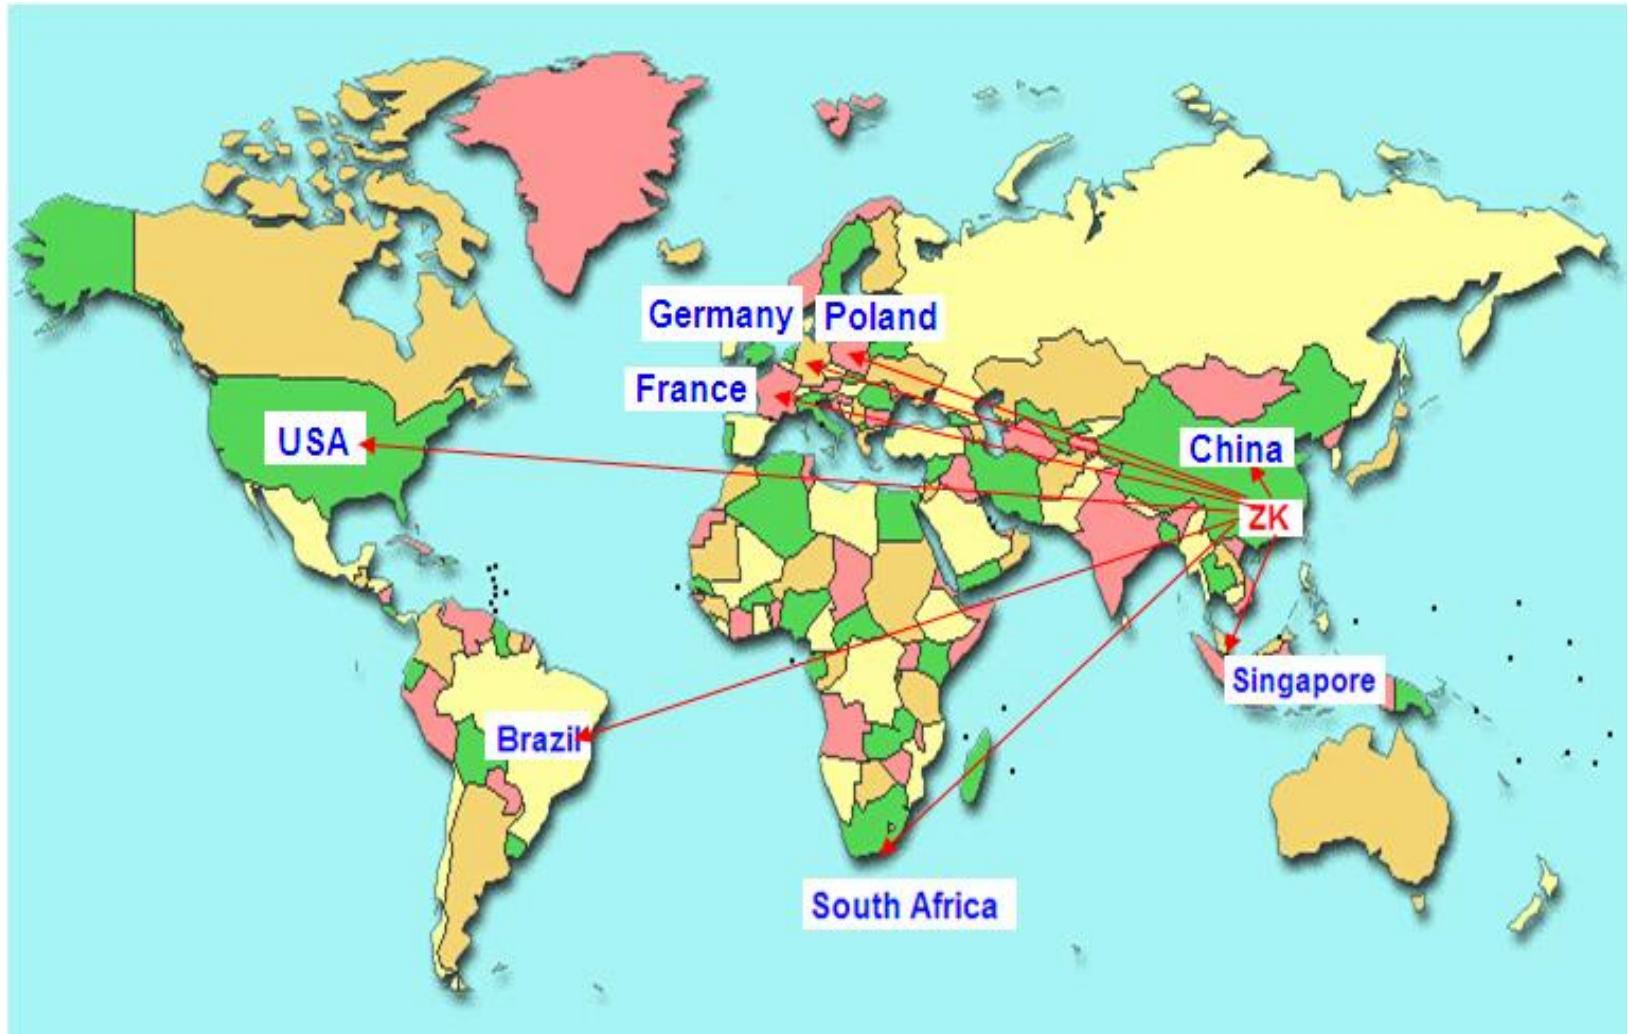 Germany
Poland
France
USA
China
ZK
Singapore
Brazil
South Africa